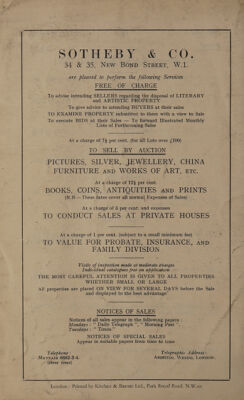 SOTHEBY & CO.
34 & 35, NEW BOND STREET, W.1.
are pleased to perform the following Services
FREE OF CHARGE
To advise intending SELLERS regarding the disposal of LITERARY
and ARTISTIC PROPERTY
To give advice to intending BUYERS at their sales
TO EXAMINE PROPERTY submitted to them with a view to Sale
To execute BIDS at their Sales — To forward Illustrated Monthly
Lists of Forthcoming Sales
At a charge of 7½ per cent. (for all Lots over £100)
TO SELL BY AUCTION
PICTURES, SILVER, JEWELLERY, CHINA
FURNITURE AND WORKS OF ART, ETC.
At a charge of 12½ per cent
BOOKS, COINS, ANTIQUITIES AND PRINTS
(N.B.—These rates cover all normal Expenses of Sales)
At a charge of 5 per cent. and expenses
TO CONDUCT SALES AT PRIVATE HOUSES
At a charge of 1 per cent. (subject to a small minimum fee)
TO VALUE FOR PROBATE, INSURANCE, AND
FAMILY DIVISION
Visits of inspection made at moderate charges
Individual catalogues free on application
THE MOST CAREFUL ATTENTION IS GIVEN TO ALL PROPERTIES
WHETHER SMALL OR LARGE
All properties are placed ON VIEW FOR SEVERAL DAYS before the Sale
and displayed to the best advantage
NOTICES OF SALES
Notices of all sales appear in the following papers
Mondays: "Daily Telegraph", "Morning Post"
Tuesdays: "Times"
NOTICES OF SPECIAL SALES
Appear in suitable papers from time to time
Telephone
MAYFAIR
(three lines)
Telegraphic Address:
ABINITIO, WESDO, LONDON.
London: Printed by Kitchen & Barratt Ltd., Park Royal Road, N.W.10